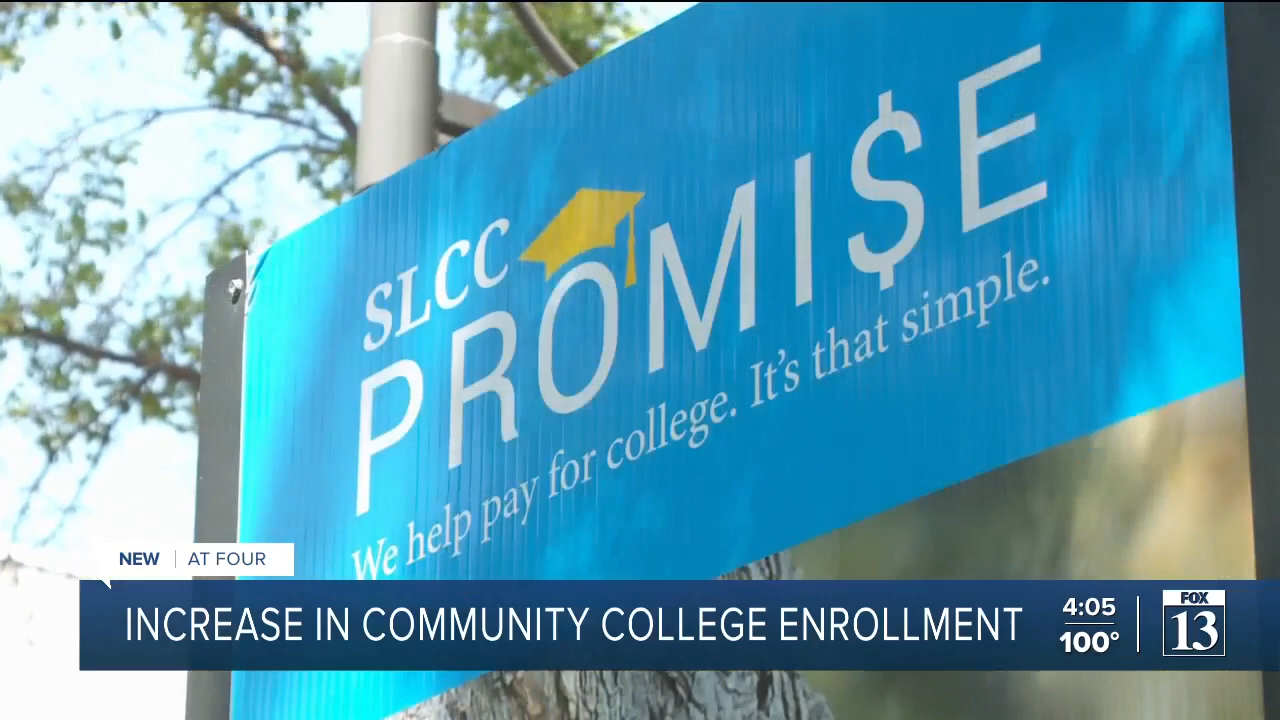 SLCC
PROMI$E
We help pay for college. It's that simple.
NEW AT FOUR
INCREASE IN COMMUNITY COLLEGE ENROLLMENT
4:05
100°
FOX
13